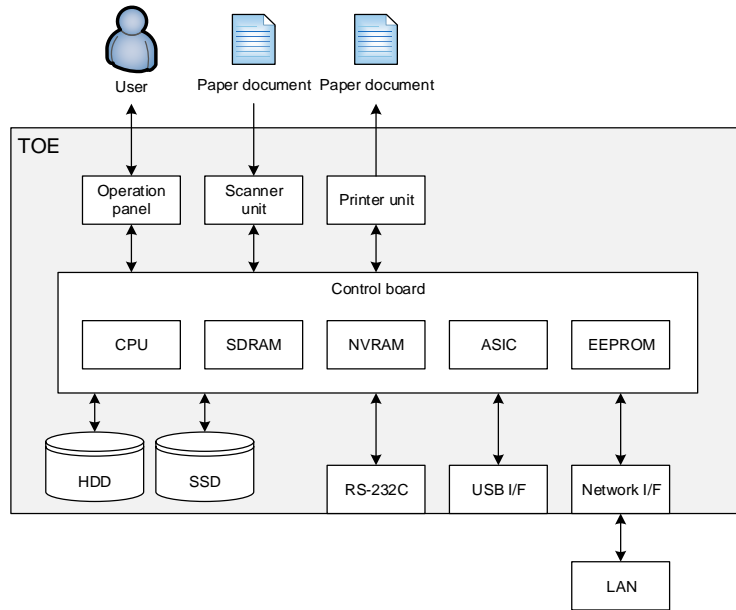 User
Paper document
Paper document
TOE
Operation
panel
Scanner
unit
Printer unit
Control board
CPU
SDRAM
NVRAM
ASIC
EEPROM
HDD
SSD
RS-232C
USB I/F
Network I/F
LAN